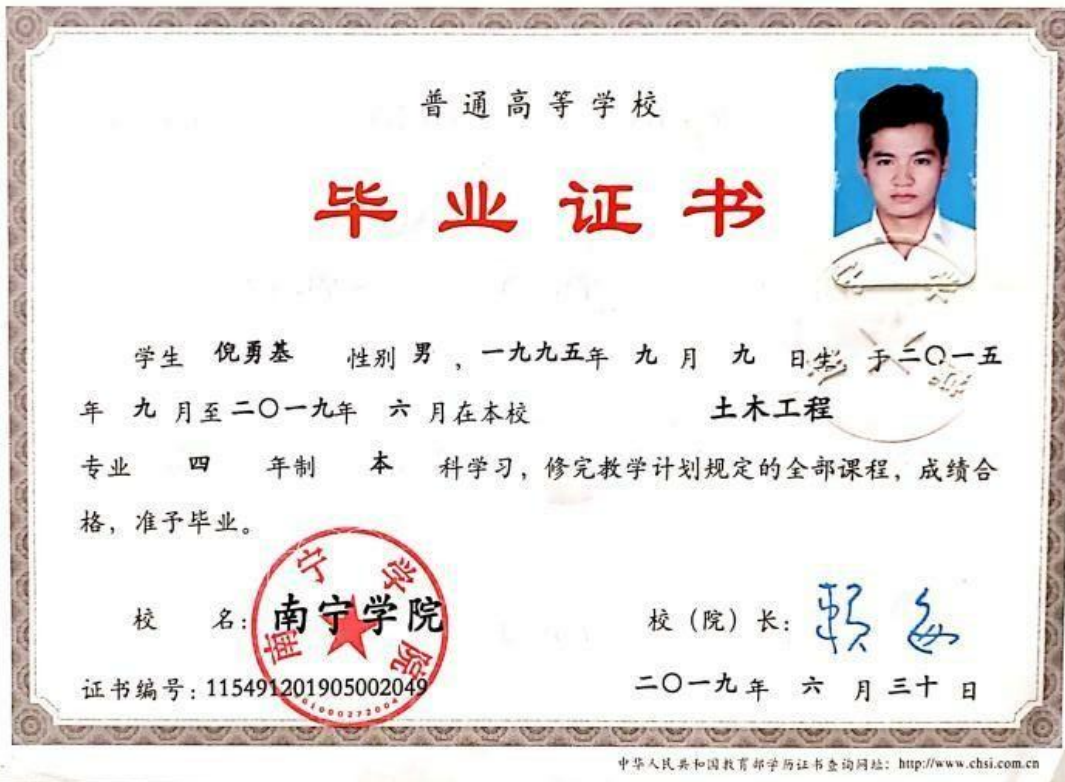 普通高等学校
毕业证书
学生 倪勇基 性别 男 ，一九九五年 九 月 九 日生 于二〇一五
年 九 月至二〇一九年 六 月在本校 土木工程
专业 四 年制 本 科学习，修完教学计划规定的全部课程，成绩合
格，准予毕业。
南宁学院
校 名：南宁学院 校（院）长：
证书编号：115491201905002049 二〇一九年 六 月 三十 日
中华人民共和国教育部学历证书查询网址：http://www.chsi.com.cn